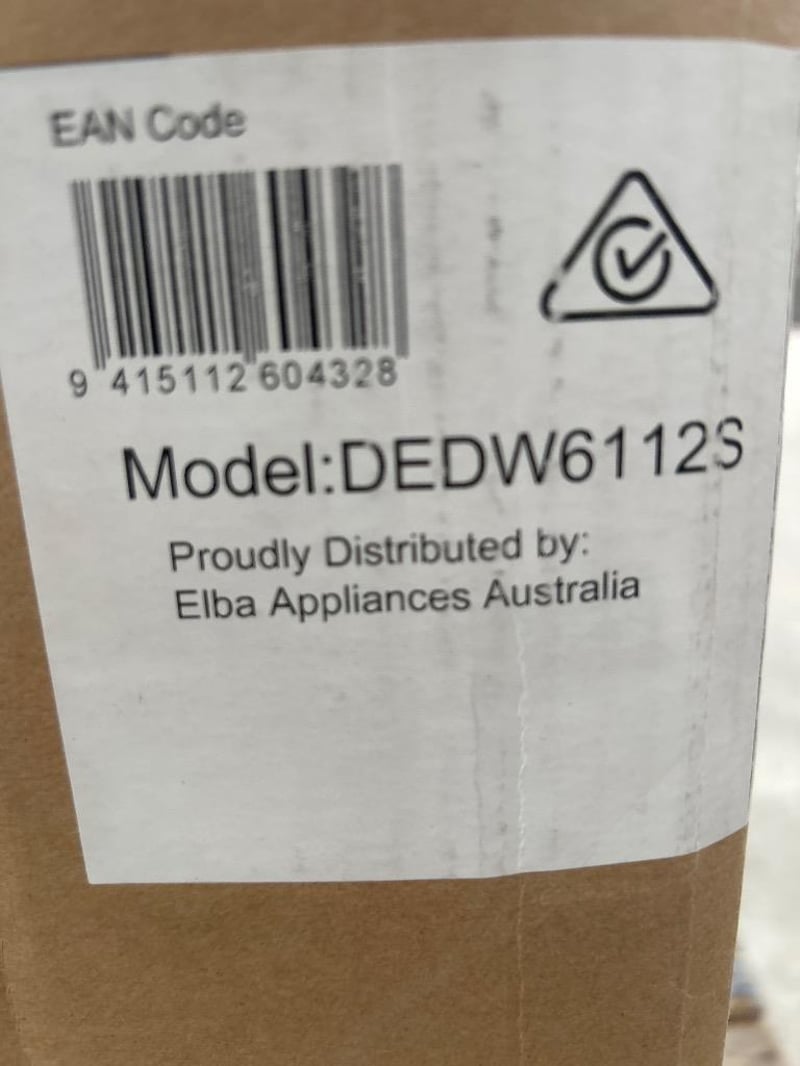 EAN Code
9 415112 604328
Model:DEDW6112S
Proudly Distributed by:
Elba Appliances Australia